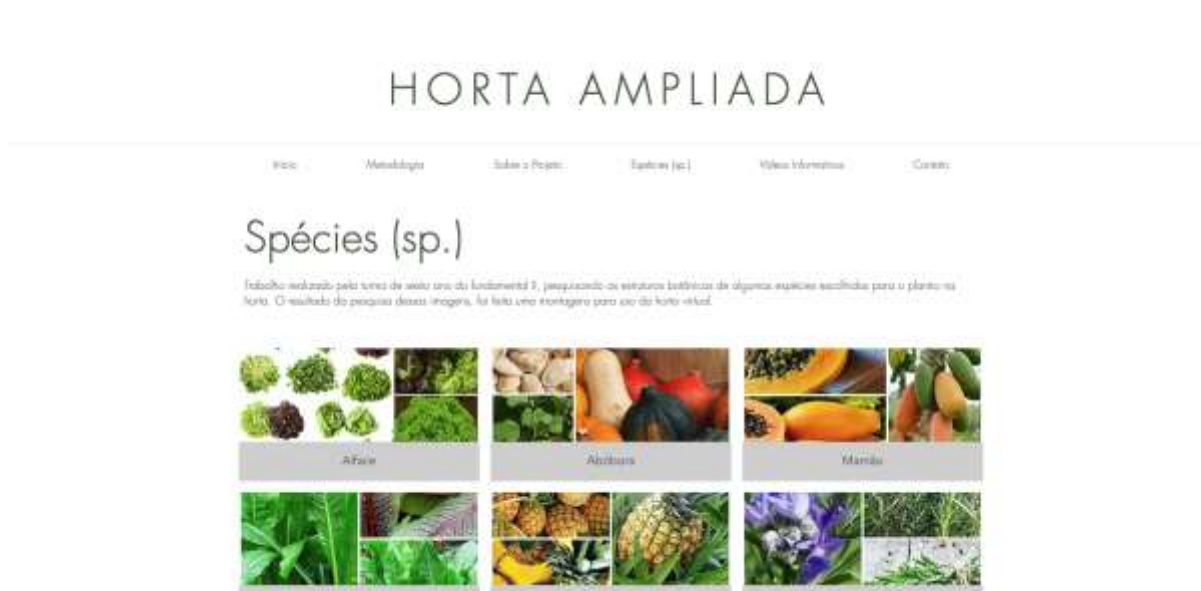 HORTA AMPLIADA
Início Metodologia Sobre o Projeto Espécies (sp.) Vídeos Informativos Contato
Spécies (sp.)
Trabalho realizado pela turma de sexto ano do fundamental II, pesquisando as estruturas botânicas de algumas espécies escolhidas para o plantio na
horta. O resultado da pesquisa dessas imagens, foi feita uma montagem para uso da horta virtual.
Alface Abóbora Mamão